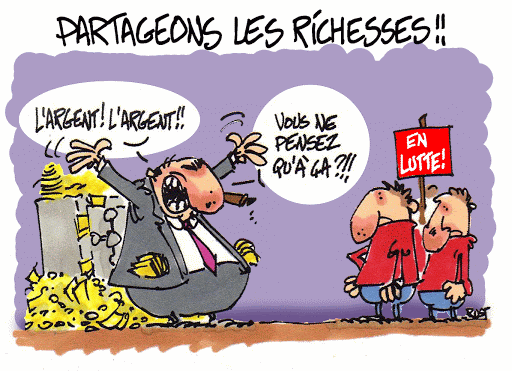 PARTAGEONS LES RICHESSES!!
L'ARGENT! L'ARGENT!!
VOUS NE
PENSEZ
QU'À ÇA?!!!
EN
LUTTE!